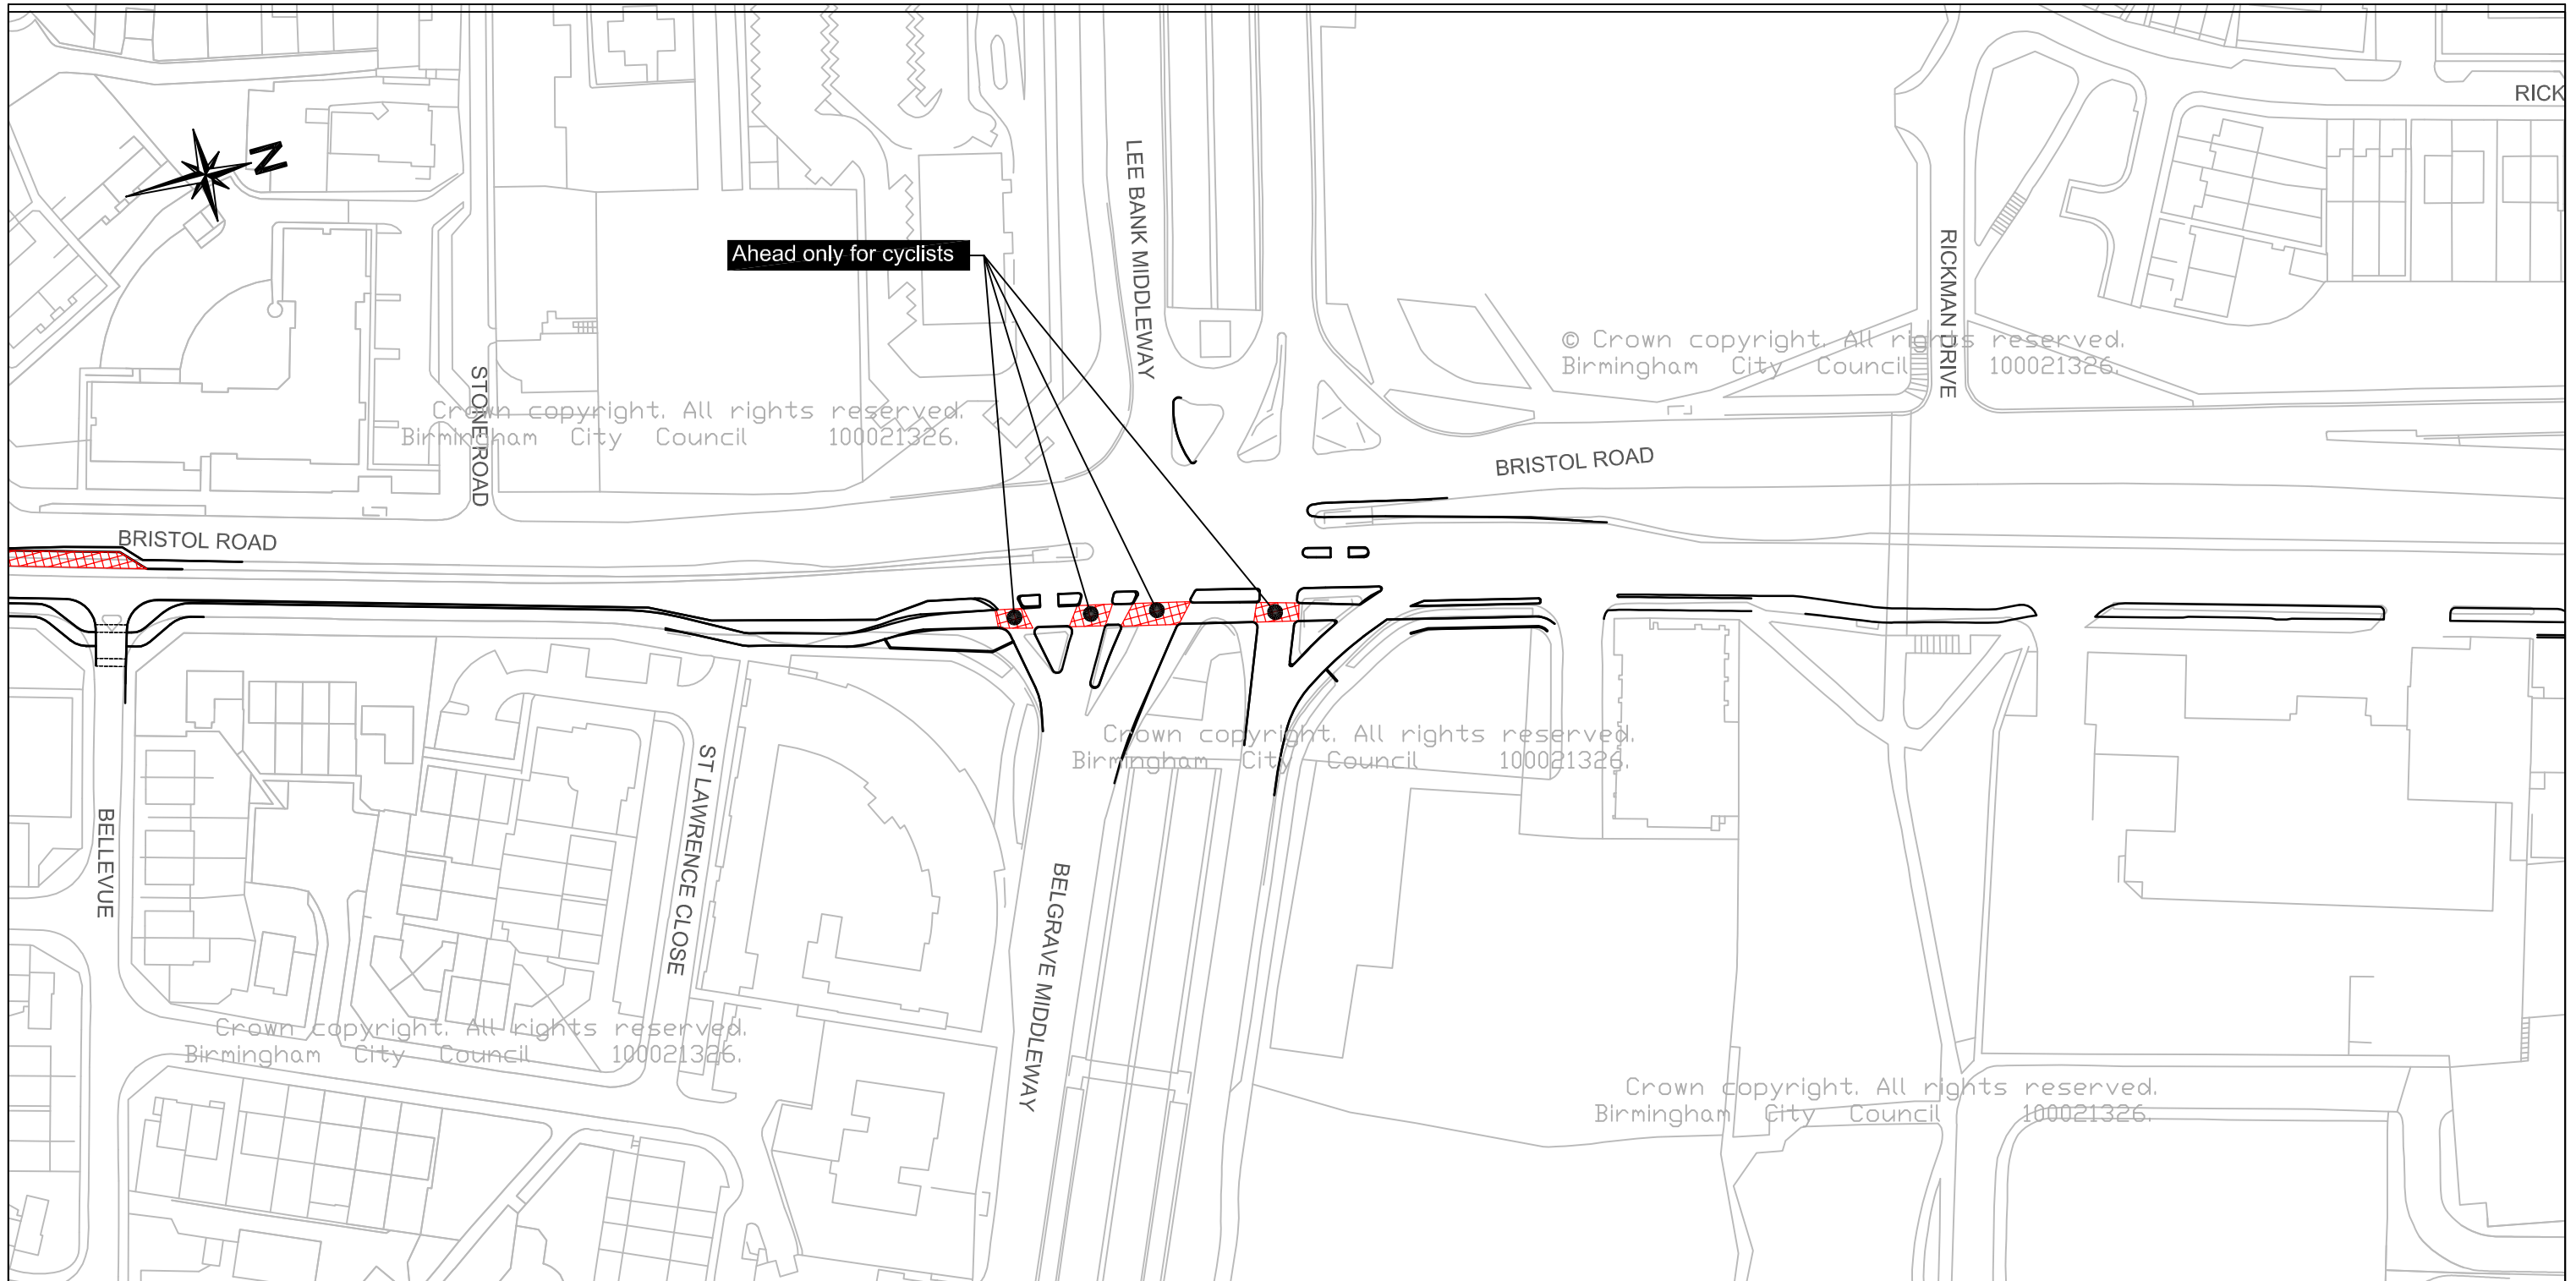 RICK
N
LEE BANK MIDDLEWAY
Ahead only for cyclists
RICKMAN DRIVE
© Crown copyright. All rights reserved.
Birmingham City Council 100021326.
STONE ROAD
Crown copyright. All rights reserved.
Birmingham City Council 100021326.
BRISTOL ROAD
BRISTOL ROAD
Crown copyright. All rights reserved.
Birmingham City Council 100021326.
ST LAWRENCE CLOSE
BELLEVUE
BELGRAVE MIDDLEWAY
Crown copyright. All rights reserved.
Birmingham City Council 100021326.
Crown copyright. All rights reserved.
Birmingham City Council 100021326.